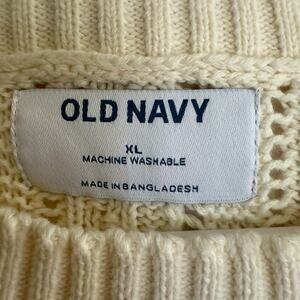 OLD NAVY
XL
MACHINE WASHABLE
MADE IN BANGLADESH